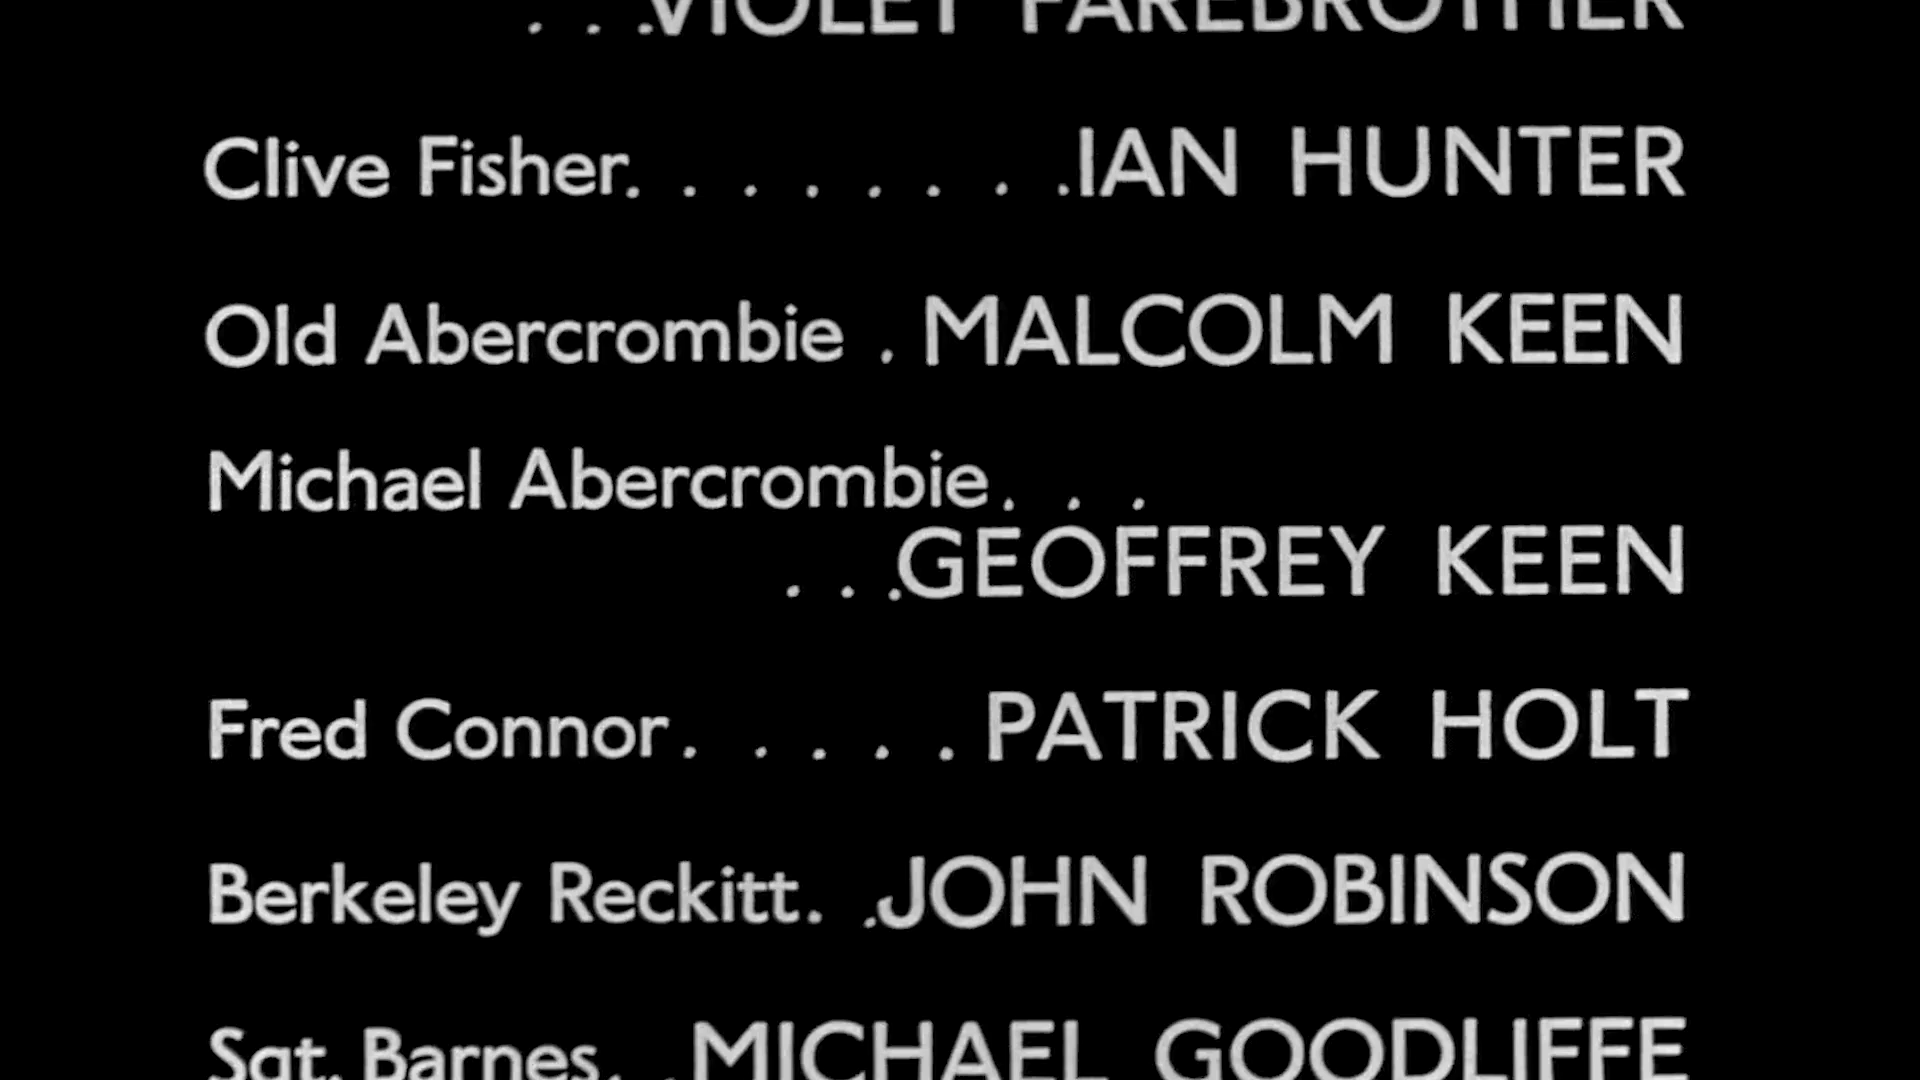 . . .VIOLET FAREBROTHER
Clive Fisher. . . . . . . .IAN HUNTER
Old Abercrombie . MALCOLM KEEN
Michael Abercrombie. . .
. . .GEOFFREY KEEN
Fred Connor. . . . . PATRICK HOLT
Berkeley Reckitt. .JOHN ROBINSON
Sgt. Barnes. .MICHAEL GOODLIFFE